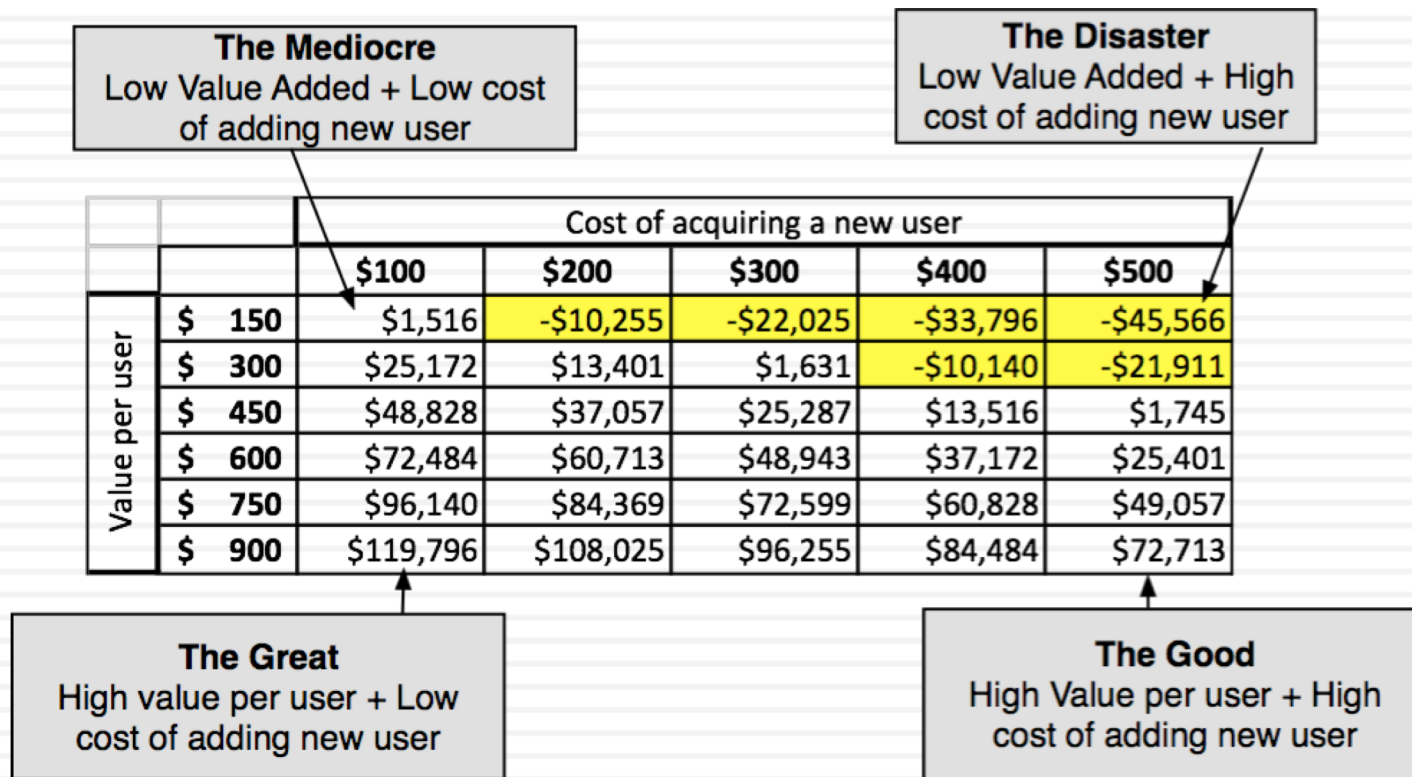 The Mediocre
Low Value Added + Low cost
of adding new user
The Disaster
Low Value Added + High
cost of adding new user
Cost of acquiring a new user
$100 $200 $300 $400 $500
Value per user
$ 150 $1,516 -$10,255 -$22,025 -$33,796 -$45,566
$ 300 $25,172 $13,401 $1,631 -$10,140 -$21,911
$ 450 $48,828 $37,057 $25,287 $13,516 $1,745
$ 600 $72,484 $60,713 $48,943 $37,172 $25,401
$ 750 $96,140 $84,369 $72,599 $60,828 $49,057
$ 900 $119,796 $108,025 $96,255 $84,484 $72,713
The Great
High value per user + Low
cost of adding new user
The Good
High Value per user + High
cost of adding new user